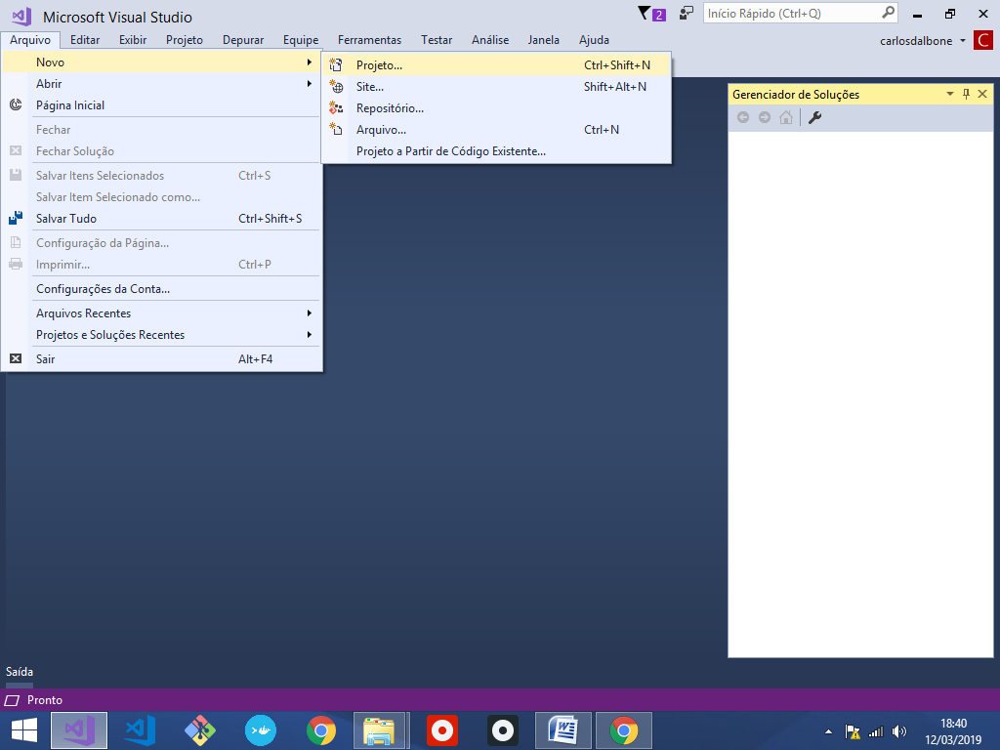 Microsoft Visual Studio
2
Início Rápido (Ctrl+Q)
Arquivo Editar Exibir Projeto Depurar Equipe Ferramentas Testar Análise Janela Ajuda carlosdalbone C
Novo
Abrir
Página Inicial
Fechar
Fechar Solução
Salvar Itens Selecionados Ctrl+S
Salvar Item Selecionado como...
Salvar Tudo Ctrl+Shift+S
Configuração da Página...
Imprimir... Ctrl+P
Configurações da Conta...
Arquivos Recentes
Projetos e Soluções Recentes
Sair Alt+F4
Projeto... Ctrl+Shift+N
Site... Shift+Alt+N
Repositório...
Arquivo... Ctrl+N
Projeto a Partir de Código Existente...
Gerenciador de Soluções
Saída
Pronto
W
18:40
12/03/2019